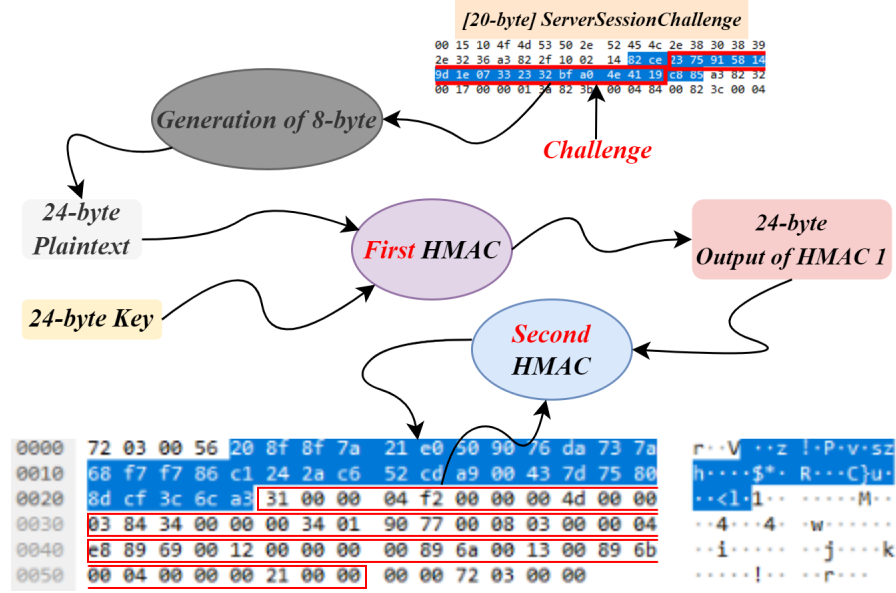 [20-byte] ServerSessionChallenge
00 15 10 4f 4d 53 50 2e 52 45 4c 2e 38 30 38 39
2e 32 36 a3 82 2f 10 02 14 82 ce 23 75 91 58 14
9d 1e 07 33 23 32 bf a0 4e 41 19 c8 85 a3 82 32
00 17 00 00 01 3a 82 3b 00 04 84 00 82 3c 00 04
Generation of 8-byte
Challenge
24-byte
Plaintext
First HMAC
24-byte
Output of HMAC 1
24-byte Key
Second
HMAC
0000 72 03 00 56 20 8f 8f 7a 21 e0 60 90 76 da 73 7a r··V ··z !·P·v·sz
0010 68 f7 f7 86 c1 24 2a c6 52 cd a9 00 43 7d 75 80 h····$*· R···C}u·
0020 8d cf 3c 6c a3 31 00 00 04 f2 00 00 00 4d 00 00 ··<l·1·· ·····M··
0030 03 84 34 00 00 00 34 01 90 77 00 08 03 00 00 04 ··4···4· ·w······
0040 e8 89 69 00 12 00 00 00 00 89 6a 00 13 00 89 6b ··i····· ··j····k
0050 00 04 00 00 00 21 00 00 00 00 72 03 00 00 ·····!·· ··r···